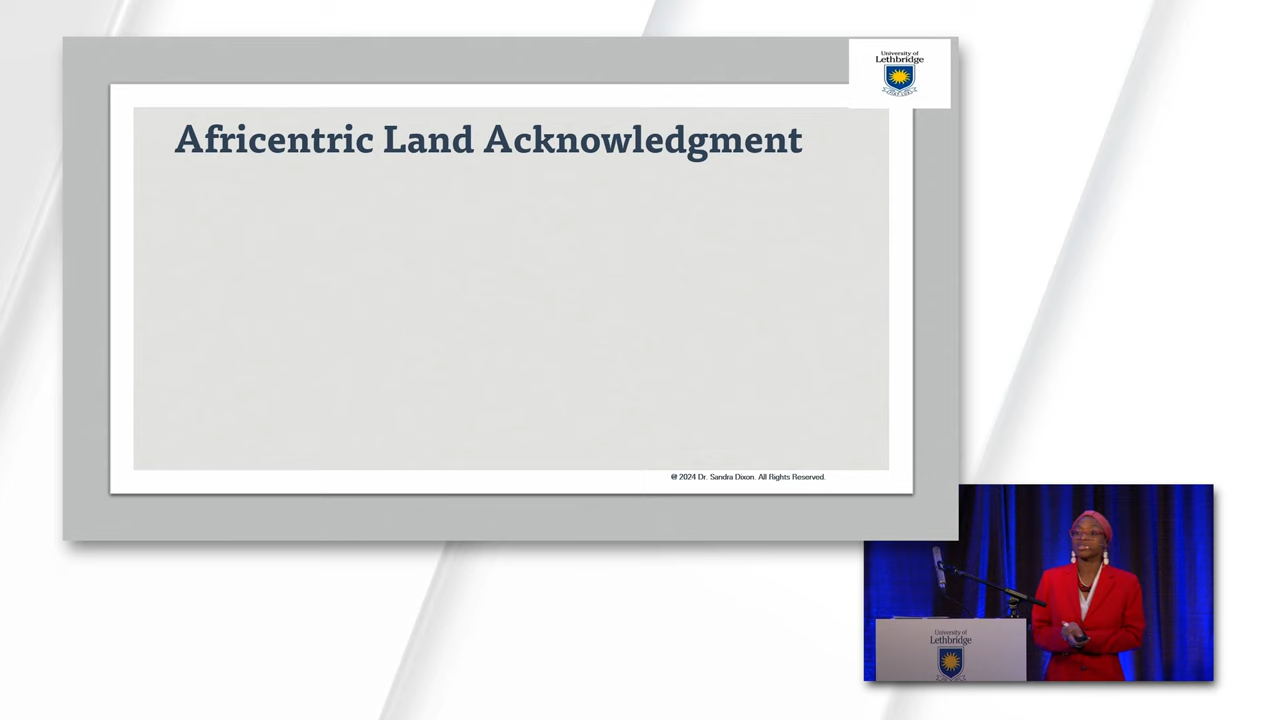 University of
Lethbridge
Africentric Land Acknowledgment
@ 2024 Dr. Sandra Dixon. All Rights Reserved.
University of
Lethbridge